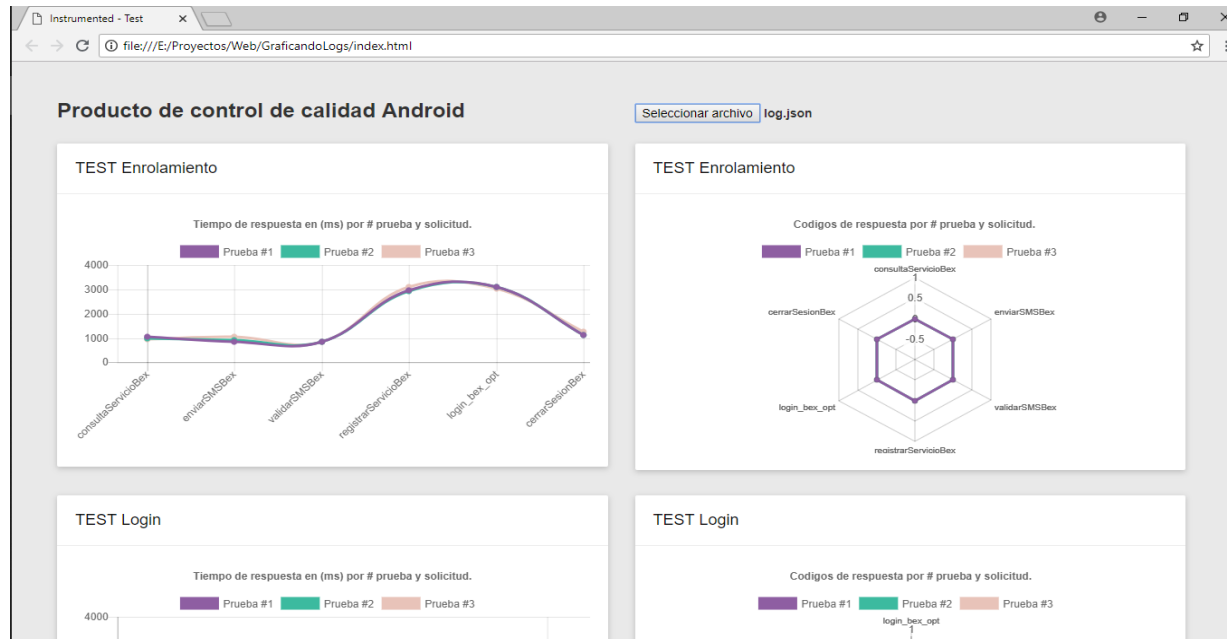 Instrumented - Test
file:///E:/Proyectos/Web/GraficandoLogs/index.html
Producto de control de calidad Android
Seleccionar archivo log.json
TEST Enrolamiento
Tiempo de respuesta en (ms) por # prueba y solicitud.
Prueba #1 Prueba #2 Prueba #3
4000
3000
2000
1000
0
consultaServicioBex
enviarSMSBex
validarSMSBex
registrarServicioBex
login_bex_opt
cerrarSesionBex
TEST Enrolamiento
Codigos de respuesta por # prueba y solicitud.
Prueba #1 Prueba #2 Prueba #3
consultaServicioBex
1
0.5
cerrarSesionBex
enviarSMSBex
-0.5
login_bex_opt
validarSMSBex
registrarServicioBex
TEST Login
Tiempo de respuesta en (ms) por # prueba y solicitud.
Prueba #1 Prueba #2 Prueba #3
4000
TEST Login
Codigos de respuesta por # prueba y solicitud.
Prueba #1 Prueba #2 Prueba #3
login_bex_opt
1